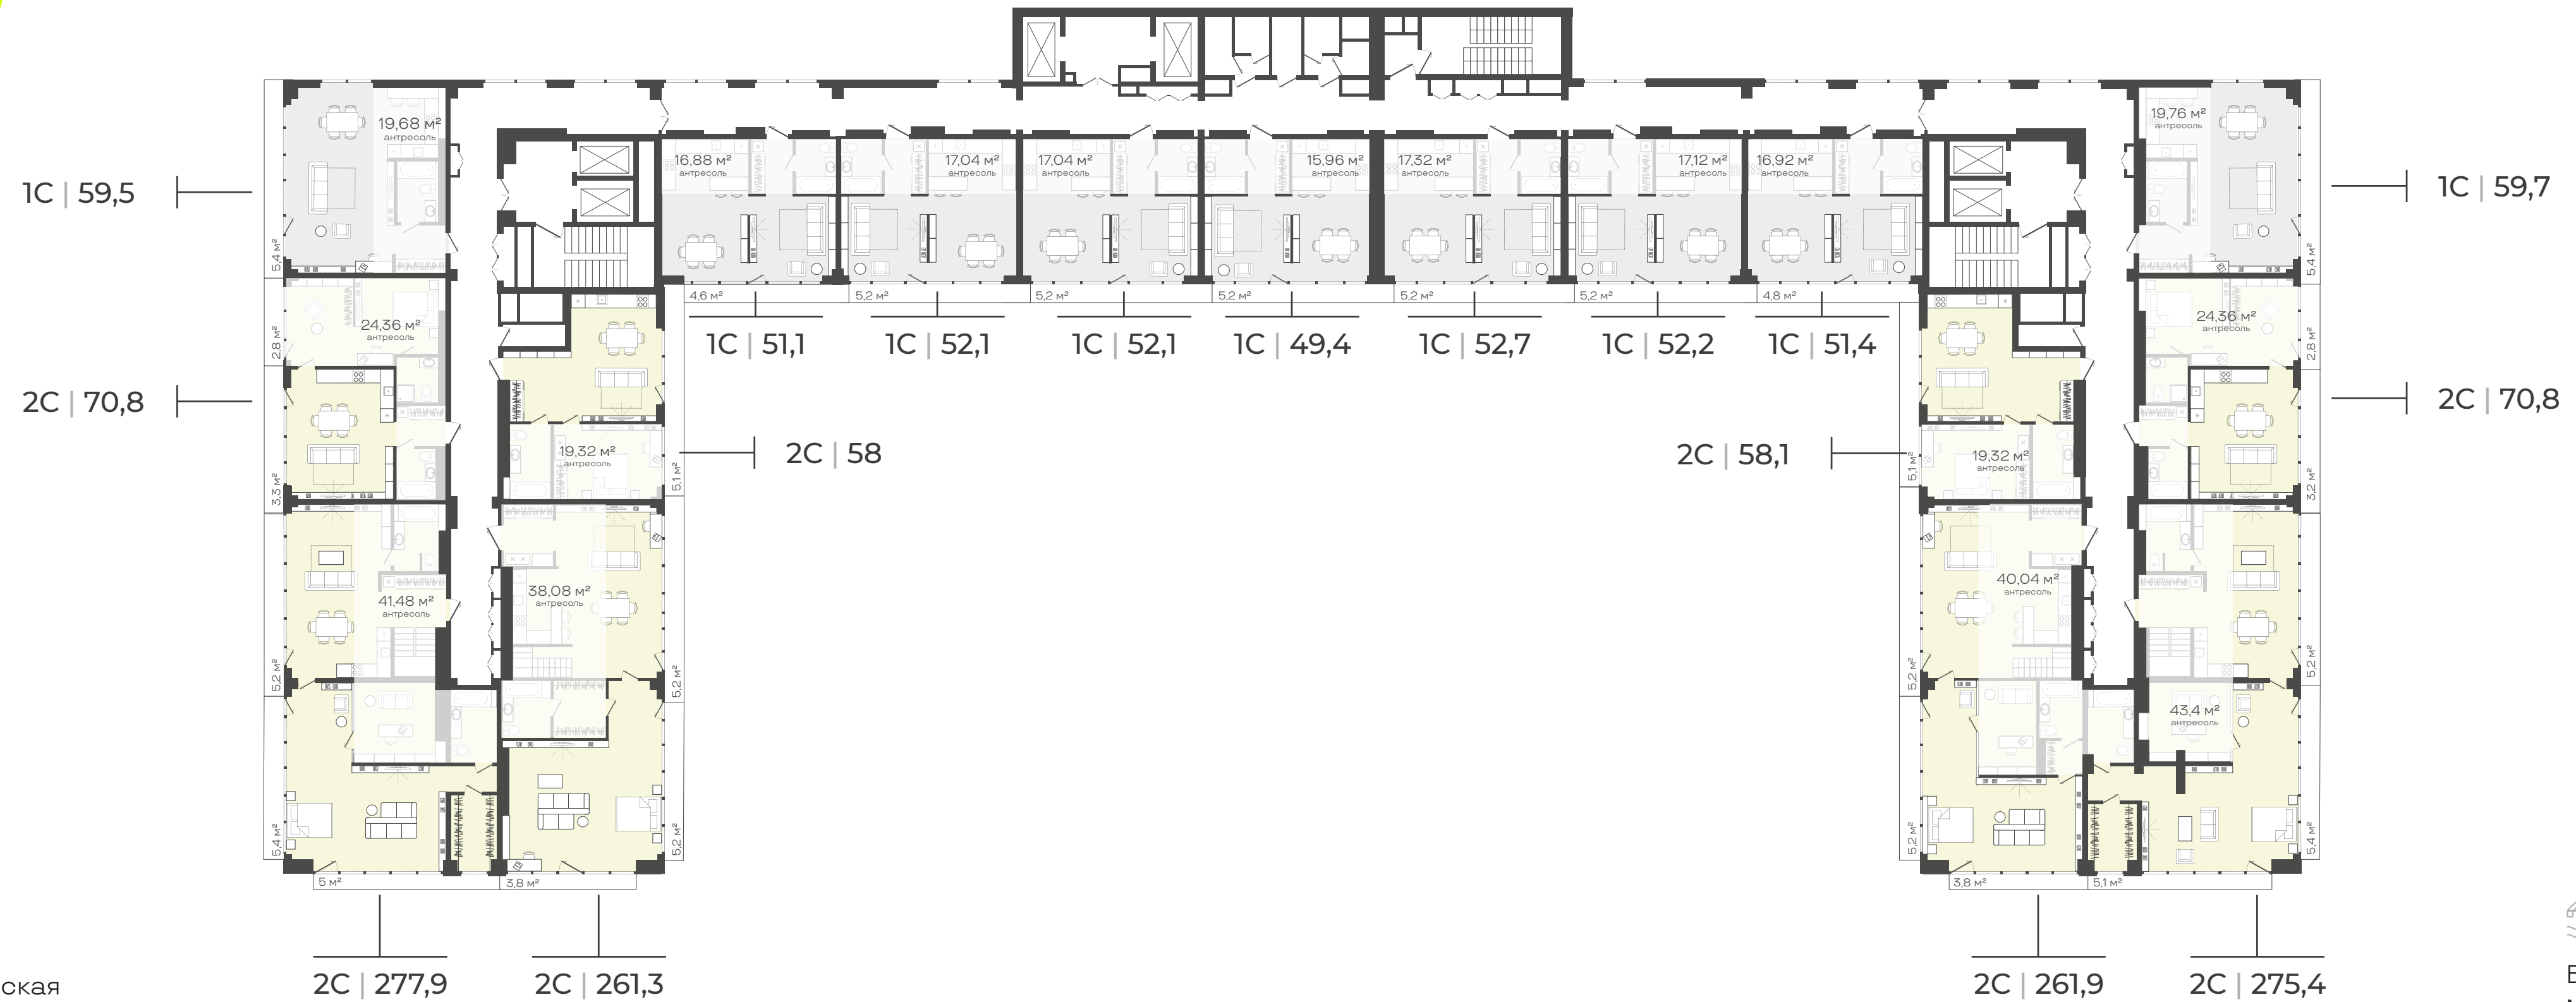 19,68 м²
антресоль
19,76 м²
антресоль
16,88 м²
антресоль
17,04 м²
антресоль
17,04 м²
антресоль
15,96 м²
антресоль
17,32 м²
антресоль
17,12 м²
антресоль
16,92 м²
антресоль
1С | 59,5
1С | 59,7
5,4 м²
5,4 м²
4,6 м²
5,2 м²
5,2 м²
5,2 м²
5,2 м²
5,2 м²
4,8 м²
24,36 м²
антресоль
24,36 м²
антресоль
2,8 м²
2,8 м²
1С | 51,1
1С | 52,1
1С | 52,1
1С | 49,4
1С | 52,7
1С | 52,2
1С | 51,4
2С | 70,8
2С | 70,8
19,32 м²
антресоль
2С | 58
2С | 58,1
19,32 м²
антресоль
3,3 м²
5,1 м²
5,1 м²
3,2 м²
41,48 м²
антресоль
38,08 м²
антресоль
40,04 м²
антресоль
5,2 м²
5,2 м²
5,2 м²
5,2 м²
43,4 м²
антресоль
5,4 м²
5,2 м²
5,2 м²
5,4 м²
5 м²
3,8 м²
3,8 м²
5,1 м²
2С | 277,9
2С | 261,3
2С | 261,9
2С | 275,4
ская